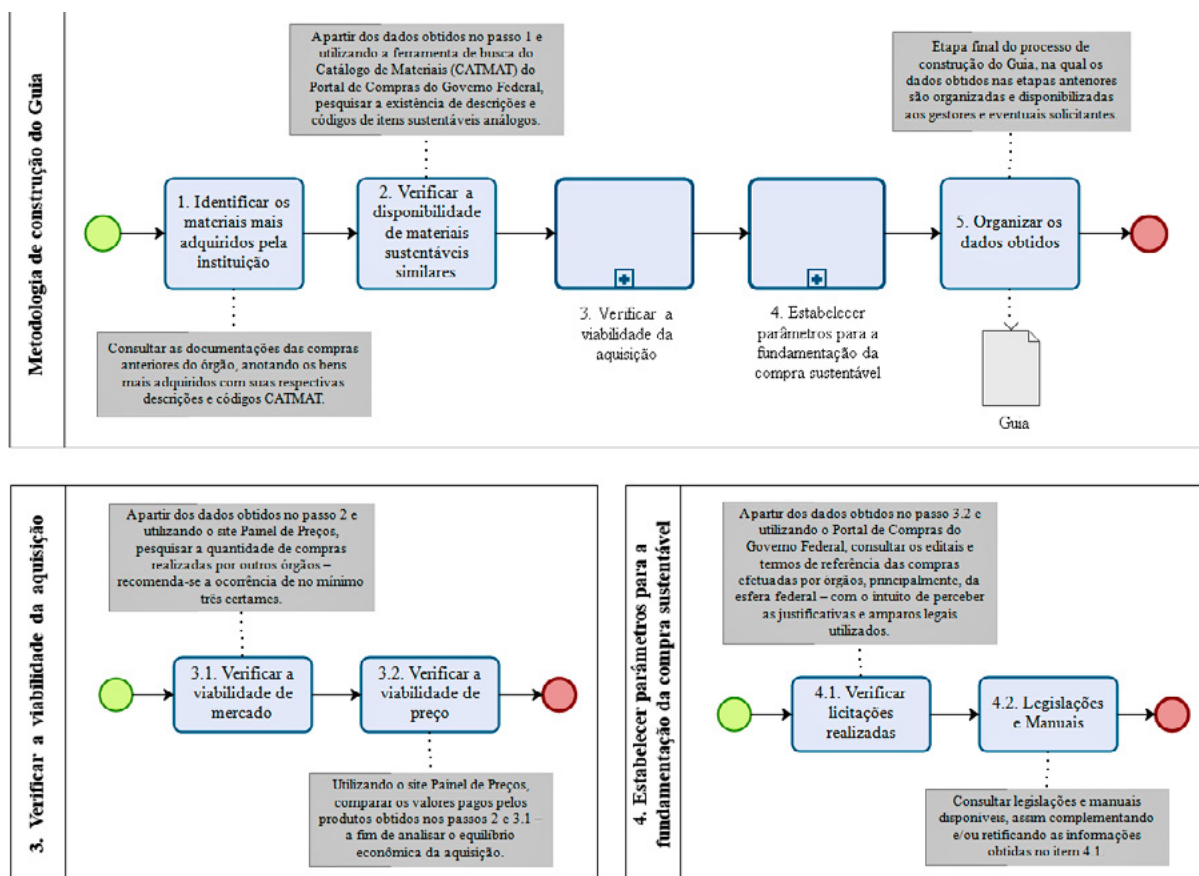 Metodologia de construção do Guia
Apartir dos dados obtidos no passo 1 e
utilizando a ferramenta de busca do
Catálogo de Materiais (CATMAT) do
Portal de Compras do Governo Federal,
pesquisar a existência de descrições e
códigos de itens sustentáveis análogos.
Etapa final do processo de
construção do Guia, na qual os
dados obtidos nas etapas anteriores
são organizadas e disponibilizadas
aos gestores e eventuais solicitantes.
1. Identificar os
materiais mais
adquiridos pela
instituição
2. Verificar a
disponibilidade
de materiais
sustentáveis
similares
3. Verificar a
viabilidade da
aquisição
4. Estabelecer
parâmetros para a
fundamentação da
compra sustentável
5. Organizar os
dados obtidos
Consultar as documentações das compras
anteriores do órgão, anotando os bens
mais adquiridos com suas respectivas
descrições e códigos CATMAT.
Guia
3. Verificar a viabilidade da aquisição
Apartir dos dados obtidos no passo 2 e
utilizando o site Painel de Preços,
pesquisar a quantidade de compras
realizadas por outros órgãos –
recomenda-se a ocorrência de no mínimo
três certames.
3.1. Verificar a
viabilidade de
mercado
3.2. Verificar a
viabilidade de
preço
Utilizando o site Painel de Preços,
comparar os valores pagos pelos
produtos obtidos nos passos 2 e 3.1 –
a fim de analisar o equilíbrio
econômica da aquisição.
4. Estabelecer parâmetros para a
fundamentação da compra sustentável
Apartir dos dados obtidos no passo 3.2 e
utilizando o Portal de Compras do
Governo Federal, consultar os editais e
termos de referência das compras
efetuadas por órgãos, principalmente, da
esfera federal – com o intuito de perceber
as justificativas e amparos legais
utilizados.
4.1. Verificar
licitações
realizadas
4.2. Legislações
e Manuais
Consultar legislações e manuais
disponíveis, assim complementando
e/ou retificando as informações
obtidas no item 4.1.